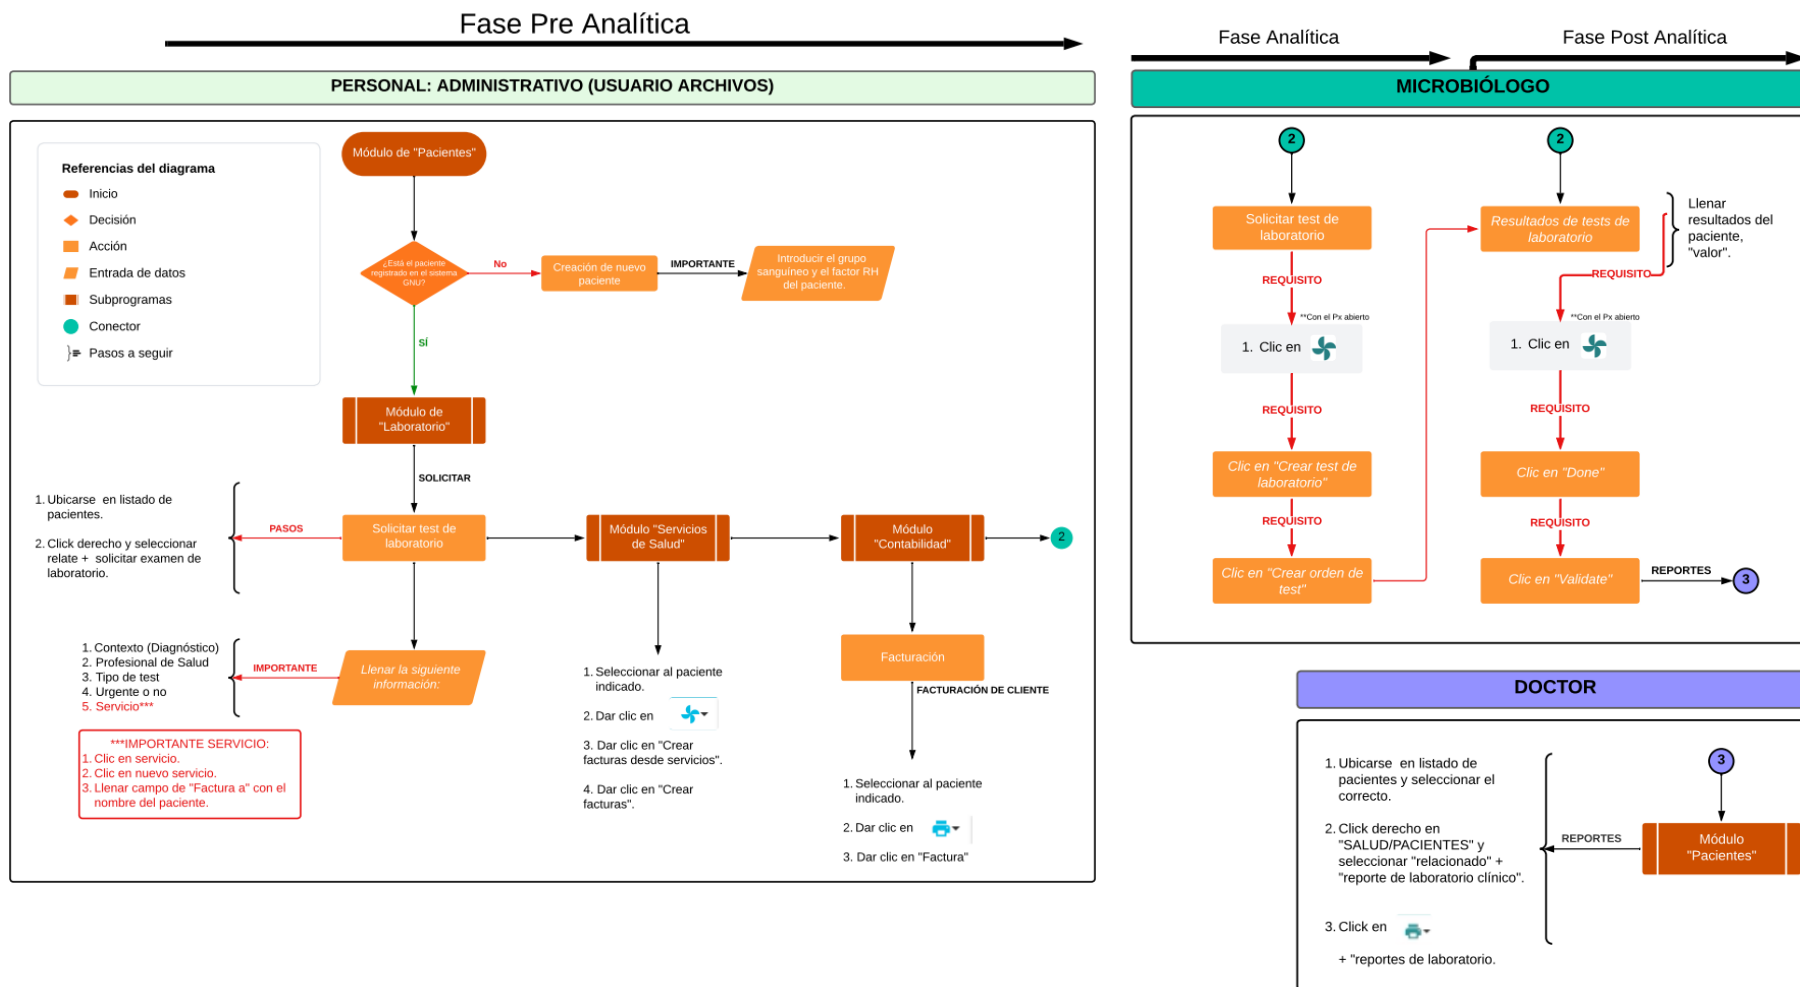 Fase Pre Analítica
PERSONAL: ADMINISTRATIVO (USUARIO ARCHIVOS)
Referencias del diagrama
Inicio
Decisión
Acción
Entrada de datos
Subprogramas
Conector
Pasos a seguir
Módulo de "Pacientes"
¿Está el paciente
registrado en el sistema
GNU?
No
Creación de nuevo
paciente
IMPORTANTE
Introducir el grupo
sanguíneo y el factor RH
del paciente.
SÍ
Módulo de
"Laboratorio"
SOLICITAR
1. Ubicarse en listado de
pacientes.
2. Click derecho y seleccionar
relate + solicitar examen de
laboratorio.
PASOS
Solicitar test de
laboratorio
Módulo "Servicios
de Salud"
Módulo
"Contabilidad"
2
1. Contexto (Diagnóstico)
2. Profesional de Salud
3. Tipo de test
4. Urgente o no
5. Servicio***
IMPORTANTE
Llenar la siguiente
información:
***IMPORTANTE SERVICIO:
1. Clic en servicio.
2. Clic en nuevo servicio.
3. Llenar campo de "Factura a" con el
nombre del paciente.
1. Seleccionar al paciente
indicado.
2. Dar clic en
3. Dar clic en "Crear
facturas desde servicios".
4. Dar clic en "Crear
facturas".
Facturación
FACTURACIÓN DE CLIENTE
1. Seleccionar al paciente
indicado.
2. Dar clic en
3. Dar clic en "Factura"
Fase Analítica
Fase Post Analítica
MICROBIÓLOGO
2
Solicitar test de
laboratorio
REQUISITO
**Con el Px abierto
1. Clic en
REQUISITO
Clic en "Crear test de
laboratorio"
REQUISITO
Clic en "Crear orden de
test"
2
Resultados de tests de
laboratorio
Llenar
resultados del
paciente,
"valor".
REQUISITO
**Con el Px abierto
1. Clic en
REQUISITO
Clic en "Done"
REQUISITO
Clic en "Validate"
REPORTES
3
DOCTOR
1. Ubicarse en listado de
pacientes y seleccionar el
correcto.
2. Click derecho en
"SALUD/PACIENTES" y
seleccionar "relacionado" +
"reporte de laboratorio clínico".
3. Click en
+ "reportes de laboratorio.
REPORTES
3
Módulo
"Pacientes"